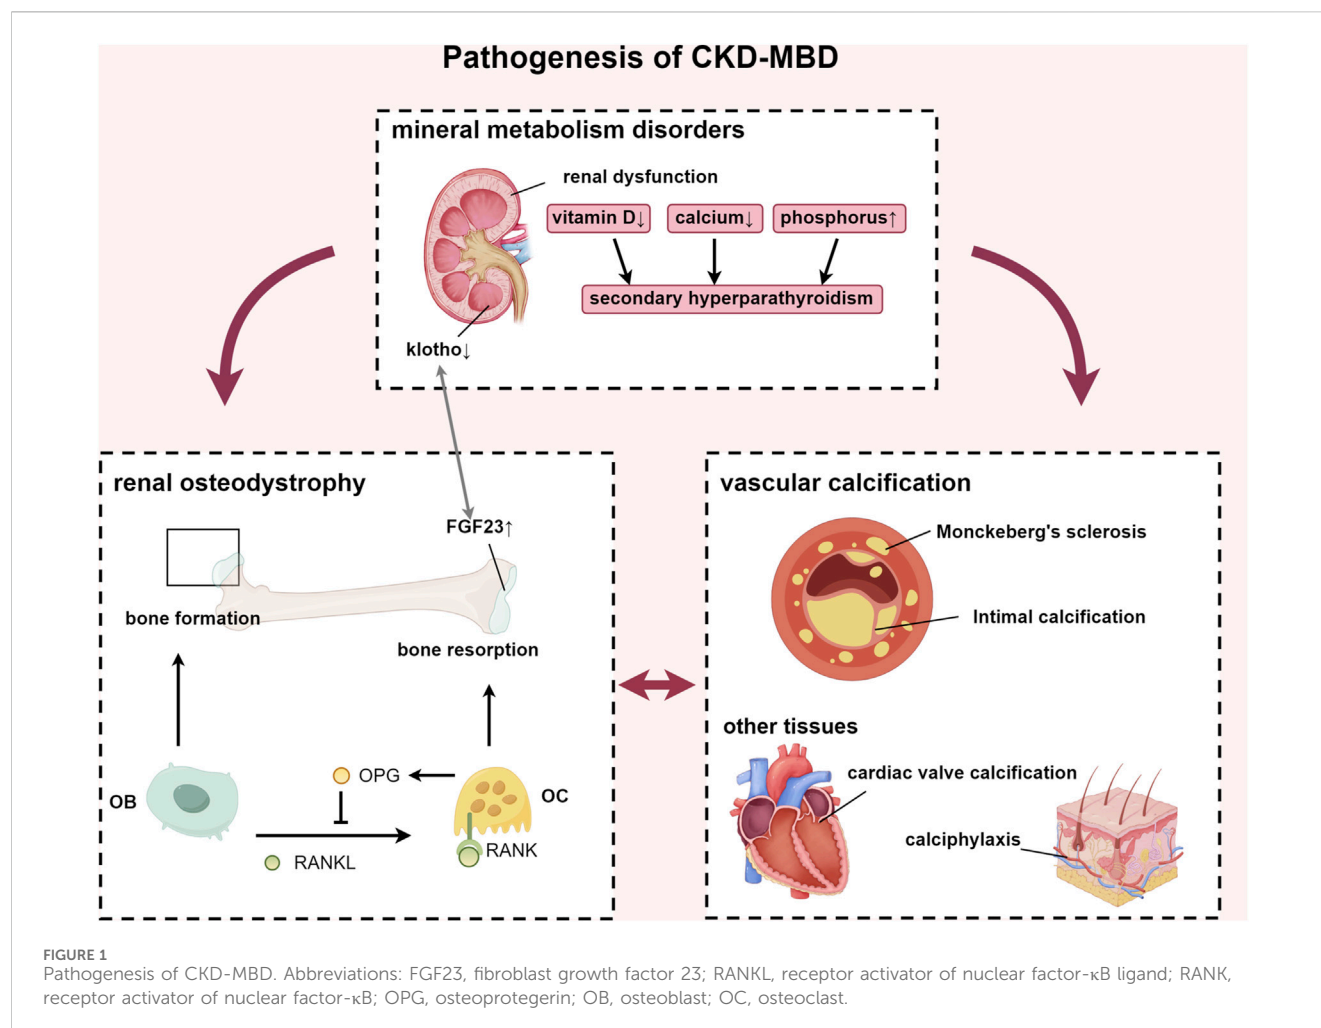 Pathogenesis of CKD-MBD
mineral metabolism disorders
renal dysfunction
vitamin D↓
calcium↓
phosphorus↑
secondary hyperparathyroidism
klotho↓
renal osteodystrophy
FGF23↑
bone formation
bone resorption
OB
OPG
OC
RANKL
RANK
vascular calcification
Monckeberg's sclerosis
Intimal calcification
other tissues
cardiac valve calcification
calciphylaxis
FIGURE 1
Pathogenesis of CKD-MBD. Abbreviations: FGF23, fibroblast growth factor 23; RANKL, receptor activator of nuclear factor-κB ligand; RANK,
receptor activator of nuclear factor-κB; OPG, osteoprotegerin; OB, osteoblast; OC, osteoclast.